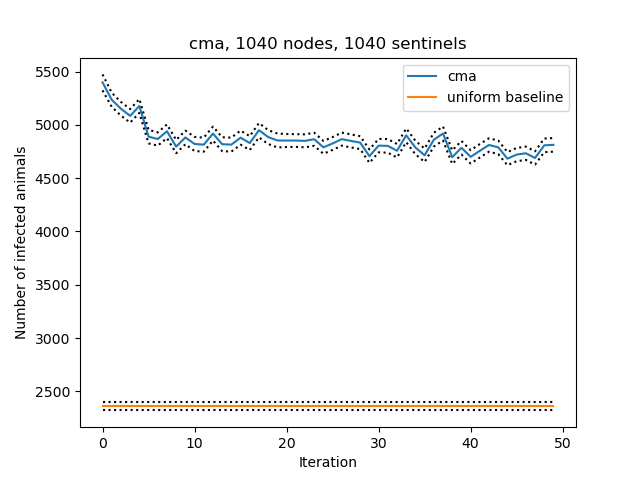 cma, 1040 nodes, 1040 sentinels
cma
uniform baseline
Number of infected animals
5500
5000
4500
4000
3500
3000
2500
0 10 20 30 40 50
Iteration